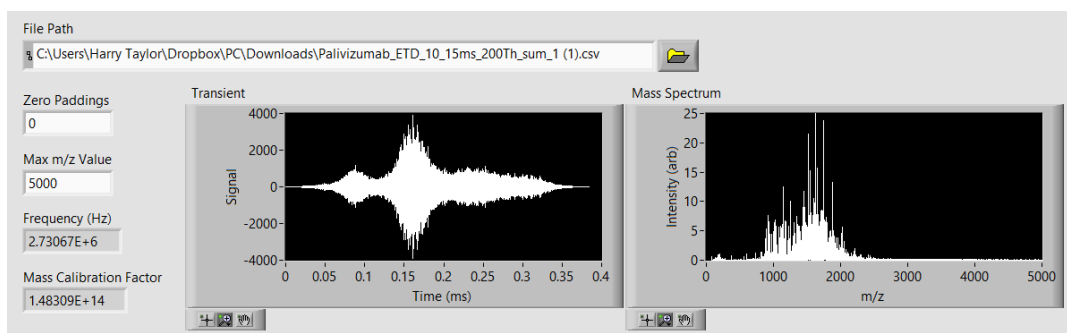 File Path
C:\Users\Harry Taylor\Dropbox\PC\Downloads\Palivizumab_ETD_10_15ms_200Th_sum_1 (1).csv
Zero Paddings
0
Max m/z Value
5000
Frequency (Hz)
2.73067E+6
Mass Calibration Factor
1.48309E+14
Transient
Signal
4000
2000
0
-2000
-4000
0 0.05 0.1 0.15 0.2 0.25 0.3 0.35 0.4
Time (ms)
Mass Spectrum
Intensity (arb)
25
20
15
10
5
0
0 1000 2000 3000 4000 5000
m/z